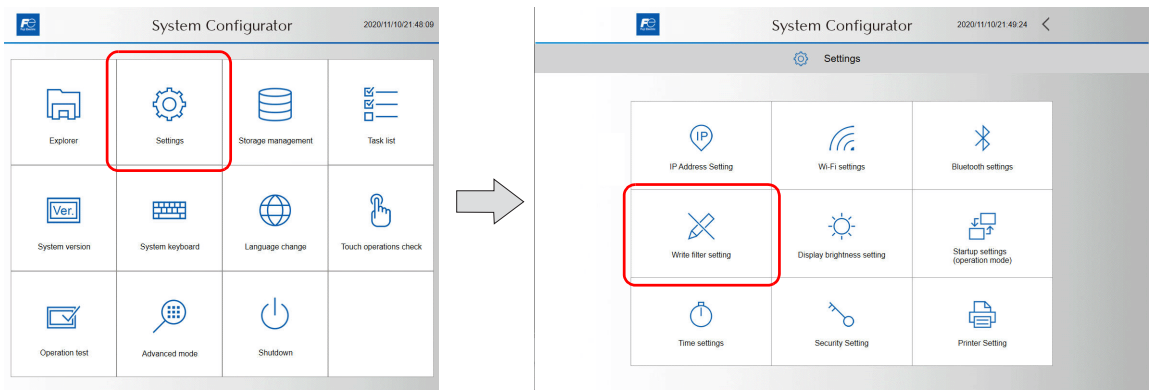 Fe
System Configurator
2020/11/10/21:48:09
Explorer
Settings
Storage management
Task list
Ver.
System version
System keyboard
Language change
Touch operations check
Operation test
Advanced mode
Shutdown
Fe
System Configurator
2020/11/10/21:49:24
Settings
IP
IP Address Setting
Wi-Fi settings
Bluetooth settings
Write filter setting
Display brightness setting
Startup settings
(operation mode)
Time settings
Security Setting
Printer Setting